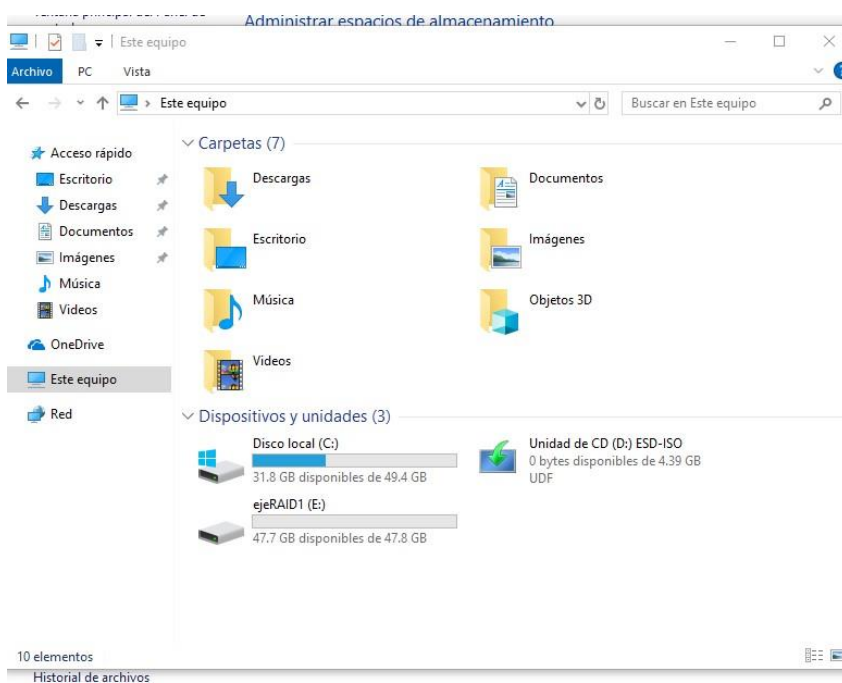 Administrar espacios de almacenamiento
Este equipo
Archivo PC Vista
Este equipo
Buscar en Este equipo
Acceso rápido
Escritorio
Descargas
Documentos
Imágenes
Música
Videos
OneDrive
Este equipo
Red
Carpetas (7)
Descargas
Documentos
Escritorio
Imágenes
Música
Objetos 3D
Videos
Dispositivos y unidades (3)
Disco local (C:)
31.8 GB disponibles de 49.4 GB
Unidad de CD (D:) ESD-ISO
0 bytes disponibles de 4.39 GB
UDF
ejeRAID1 (E:)
47.7 GB disponibles de 47.8 GB
10 elementos
Historial de archivos